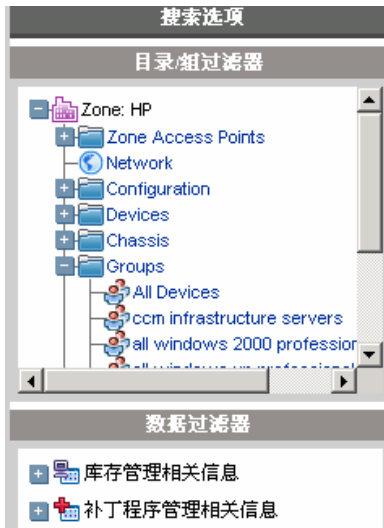 搜索选项
目录/组过滤器
Zone: HP
Zone Access Points
Network
Configuration
Devices
Chassis
Groups
All Devices
ccm infrastructure servers
all windows 2000 profession
数据过滤器
库存管理相关信息
补丁程序管理相关信息